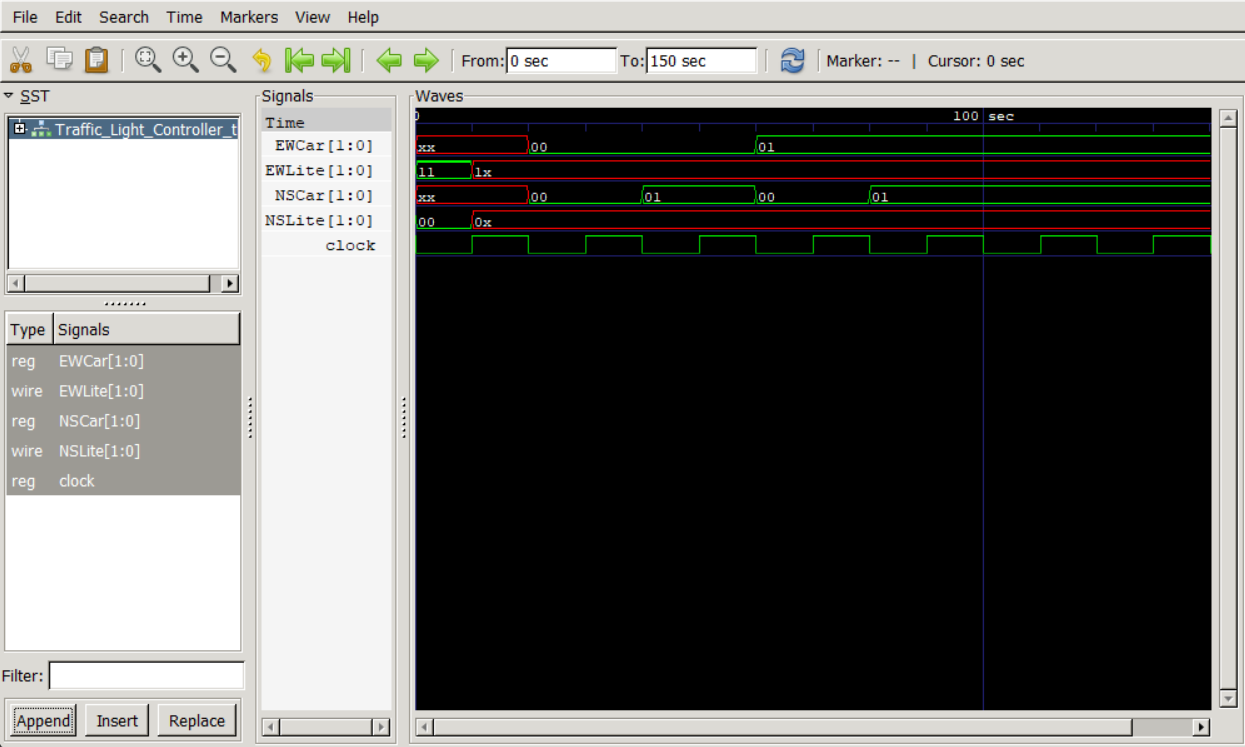 File Edit Search Time Markers View Help
From: 0 sec To: 150 sec Marker: -- | Cursor: 0 sec
SST
Traffic_Light_Controller_t
Type Signals
reg EWCar[1:0]
wire EWLite[1:0]
reg NSCar[1:0]
wire NSLite[1:0]
reg clock
Filter:
Append Insert Replace
Signals
Time
EWCar[1:0]
EWLite[1:0]
NSCar[1:0]
NSLite[1:0]
clock
Waves
0 100 sec
xx 00 01
11 1x
xx 00 01 00 01
00 0x